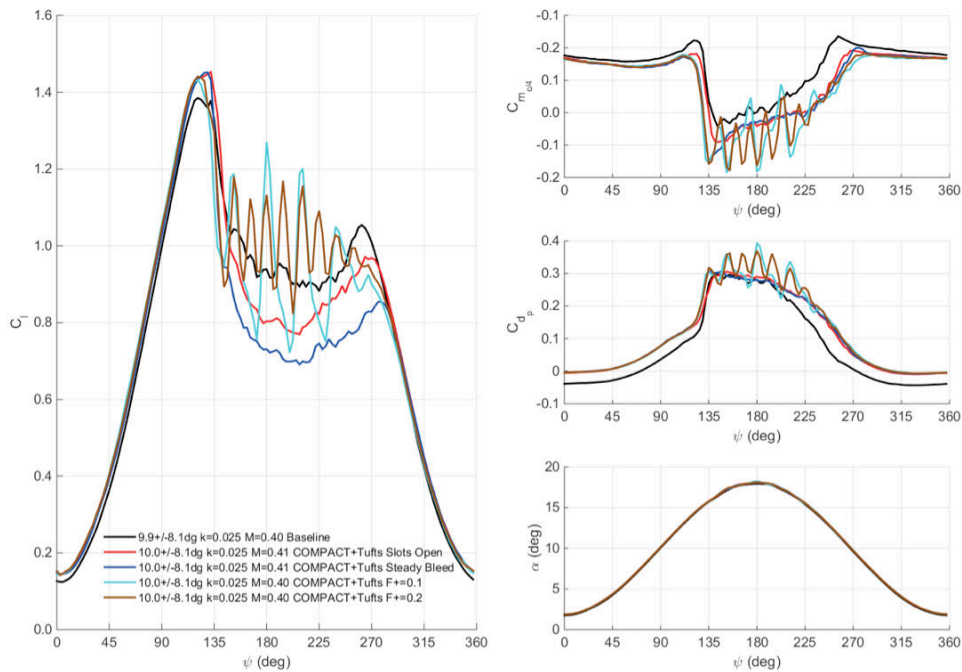 1.6
1.4
1.2
1.0
0.8
0.6
0.4
0.2
0.0
C_l
9.9+/-8.1dg k=0.025 M=0.40 Baseline
10.0+/-8.1dg k=0.025 M=0.41 COMPACT+Tufts Slots Open
10.0+/-8.1dg k=0.025 M=0.41 COMPACT+Tufts Steady Bleed
10.0+/-8.1dg k=0.025 M=0.40 COMPACT+Tufts F+=0.1
10.0+/-8.1dg k=0.025 M=0.40 COMPACT+Tufts F+=0.2
0 45 90 135 180 225 270 315 360
ψ (deg)
-0.1
-0.2
0.1
0.0
-0.1
-0.2
C_m_c/4
0 45 90 135 180 225 270 315 360
ψ (deg)
0.4
0.3
0.2
0.1
0
-0.1
C_d_p
0 45 90 135 180 225 270 315 360
ψ (deg)
20
15
10
5
0
α (deg)
0 45 90 135 180 225 270 315 360
ψ (deg)